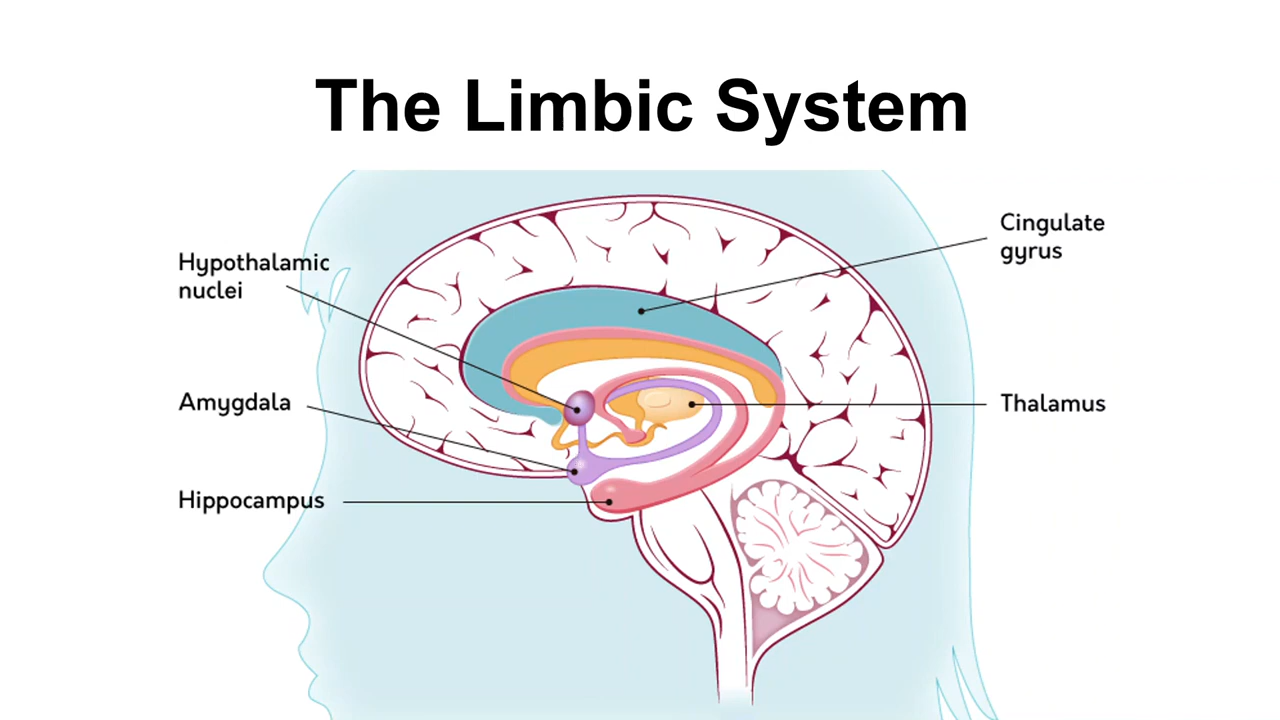 The Limbic System
Hypothalamic
nuclei
Amygdala
Hippocampus
Cingulate
gyrus
Thalamus